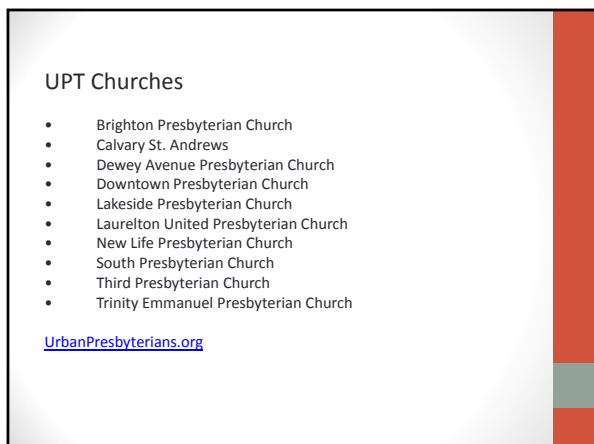 UPT Churches
• Brighton Presbyterian Church
• Calvary St. Andrews
• Dewey Avenue Presbyterian Church
• Downtown Presbyterian Church
• Lakeside Presbyterian Church
• Laurelton United Presbyterian Church
• New Life Presbyterian Church
• South Presbyterian Church
• Third Presbyterian Church
• Trinity Emmanuel Presbyterian Church
UrbanPresbyterians.org